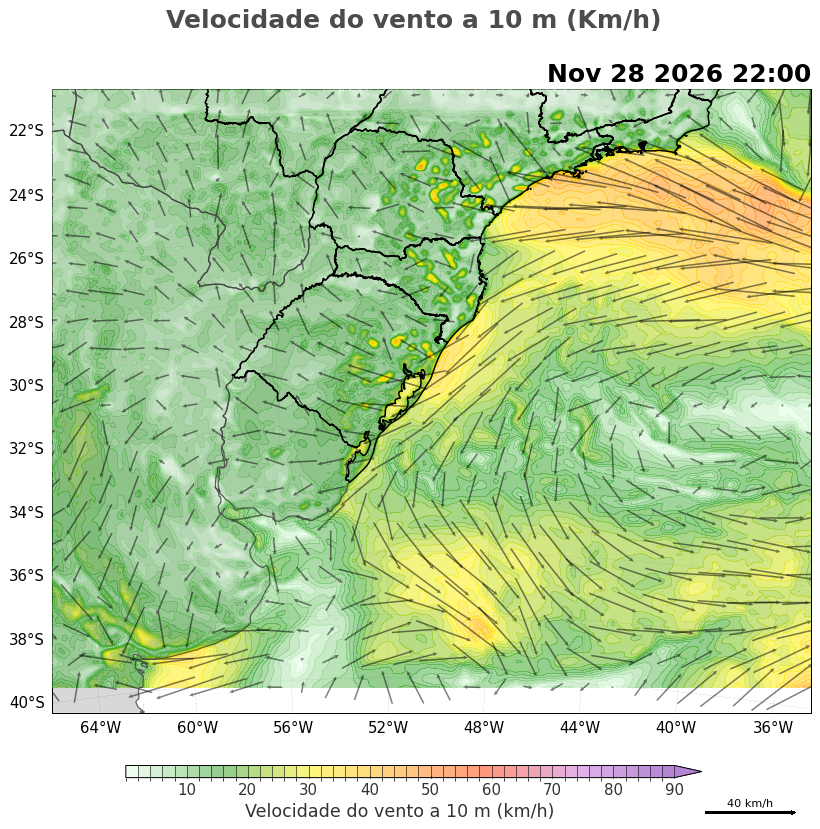 Velocidade do vento a 10 m (Km/h)
Nov 28 2026 22:00
22°S
24°S
26°S
28°S
30°S
32°S
34°S
36°S
38°S
40°S
64°W 60°W 56°W 52°W 48°W 44°W 40°W 36°W
10 20 30 40 50 60 70 80 90
Velocidade do vento a 10 m (km/h)
40 km/h